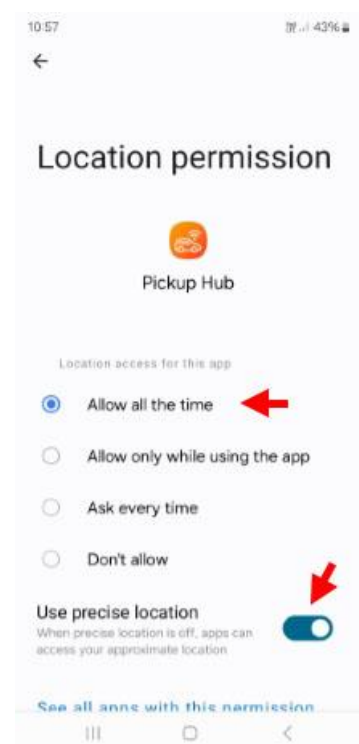 10:57
43%
Location permission
Pickup Hub
Location access for this app
Allow all the time
Allow only while using the app
Ask every time
Don't allow
Use precise location
When precise location is off, apps can
access your approximate location
See all apps with this permission